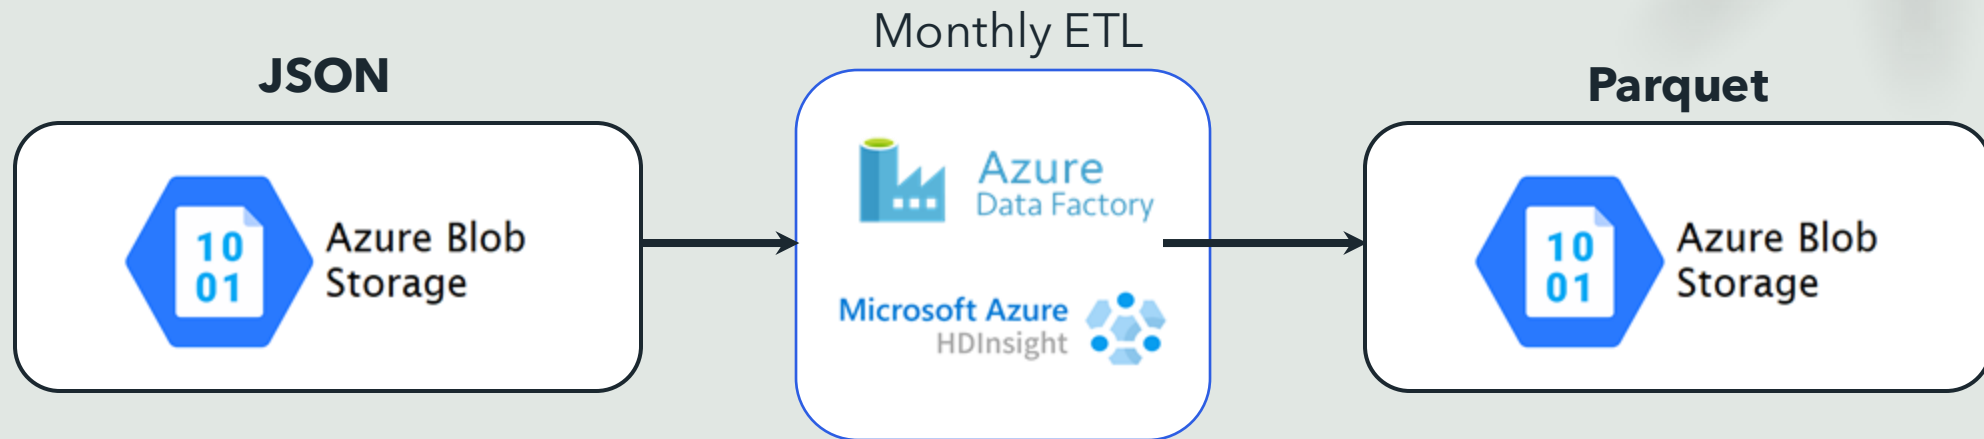 Monthly ETL
JSON
Parquet
10
01
Azure Blob
Storage
Azure
Data Factory
Microsoft Azure
HDInsight
10
01
Azure Blob
Storage